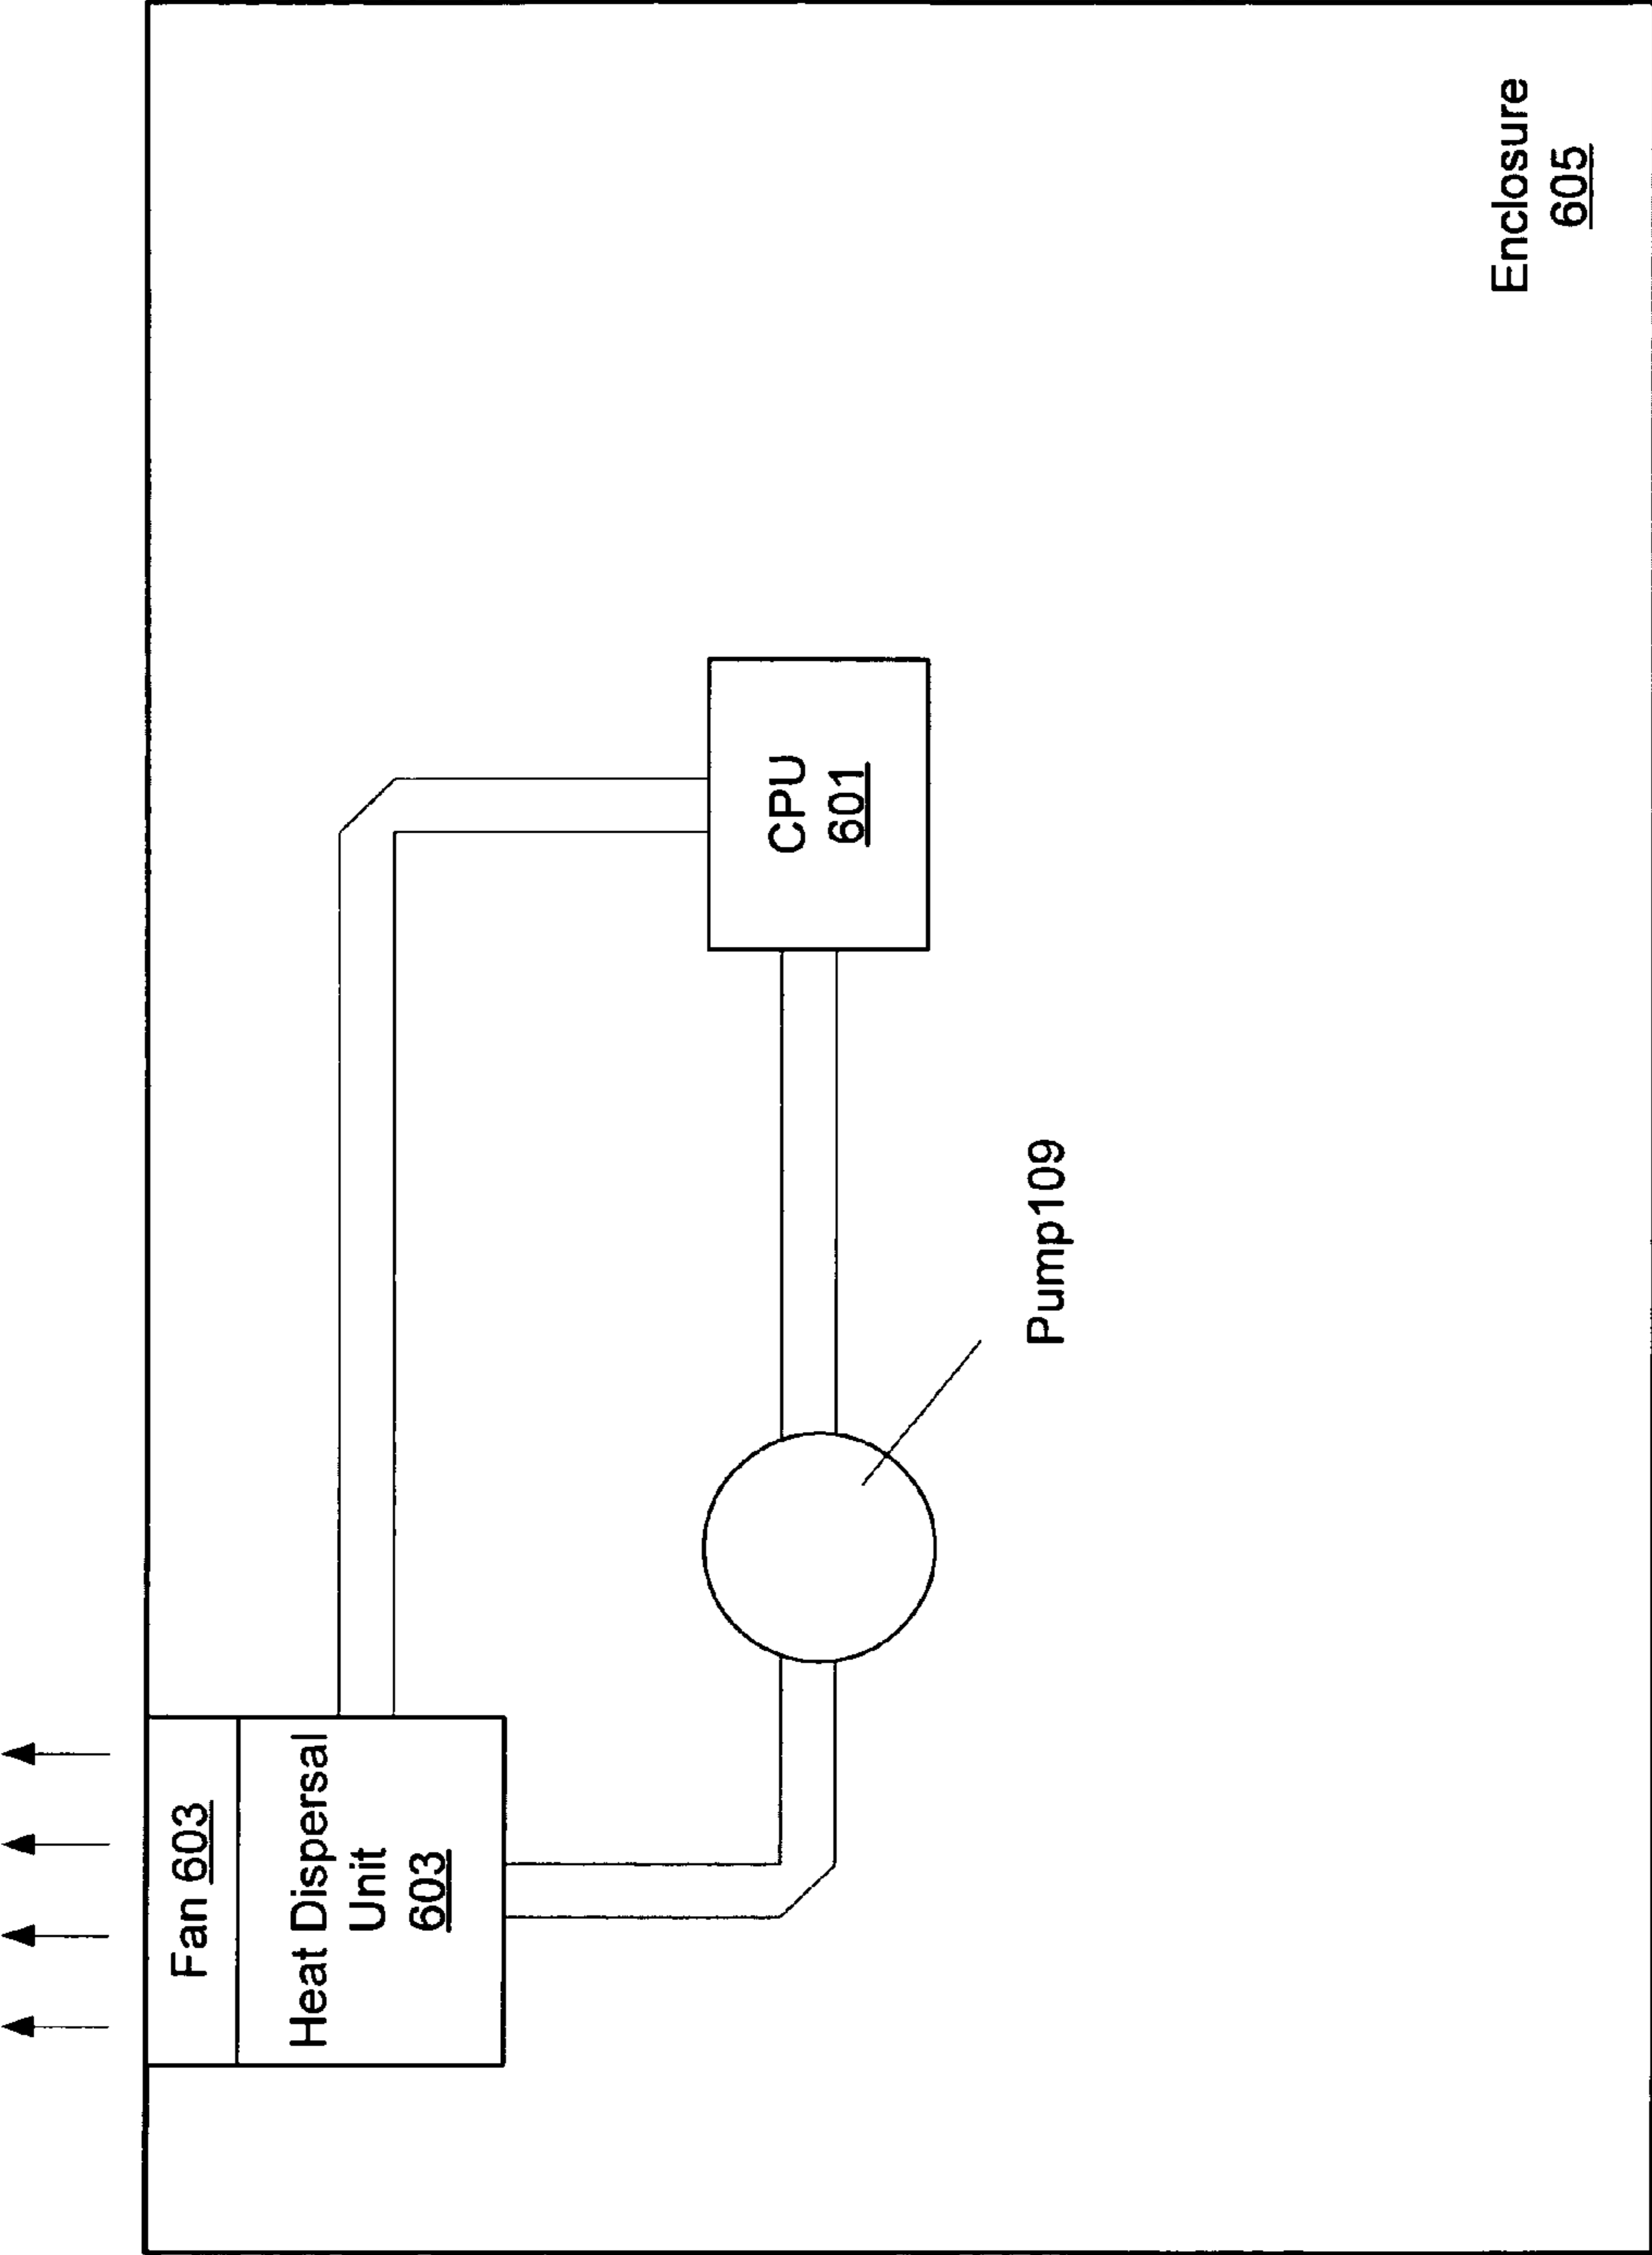 Fan 603
Heat Dispersal
Unit
603
CPU
601
Pump109
Enclosure
605